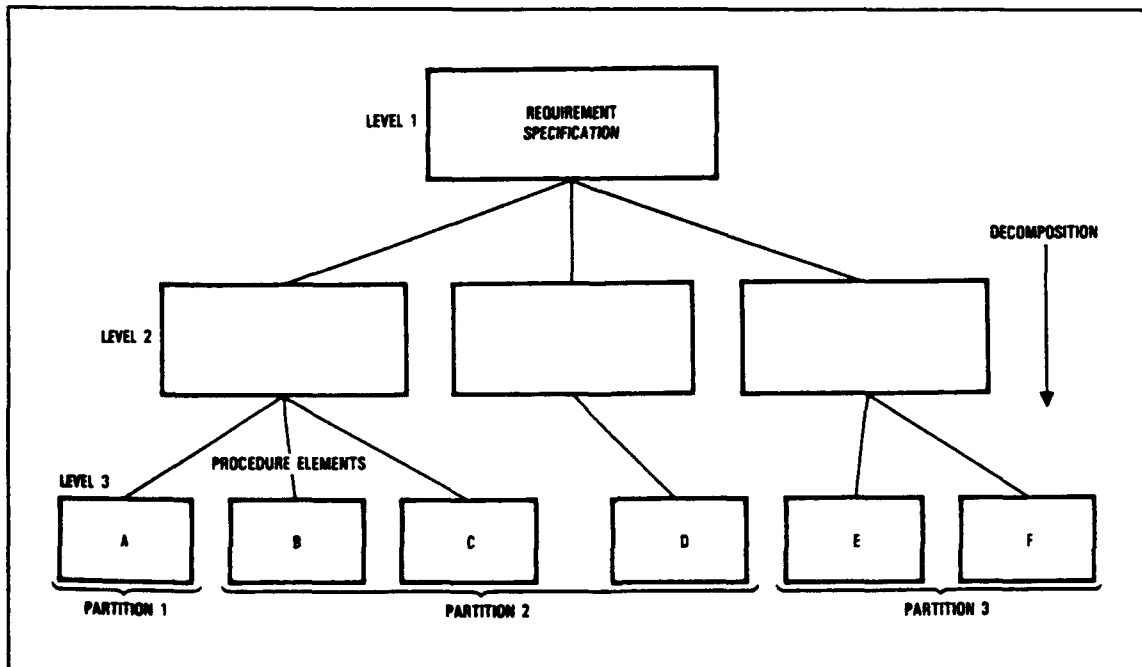 REQUIREMENT
SPECIFICATION
LEVEL 1
DECOMPOSITION
LEVEL 2
PROCEDURE ELEMENTS
LEVEL 3
A
B
C
D
E
F
PARTITION 1
PARTITION 2
PARTITION 3